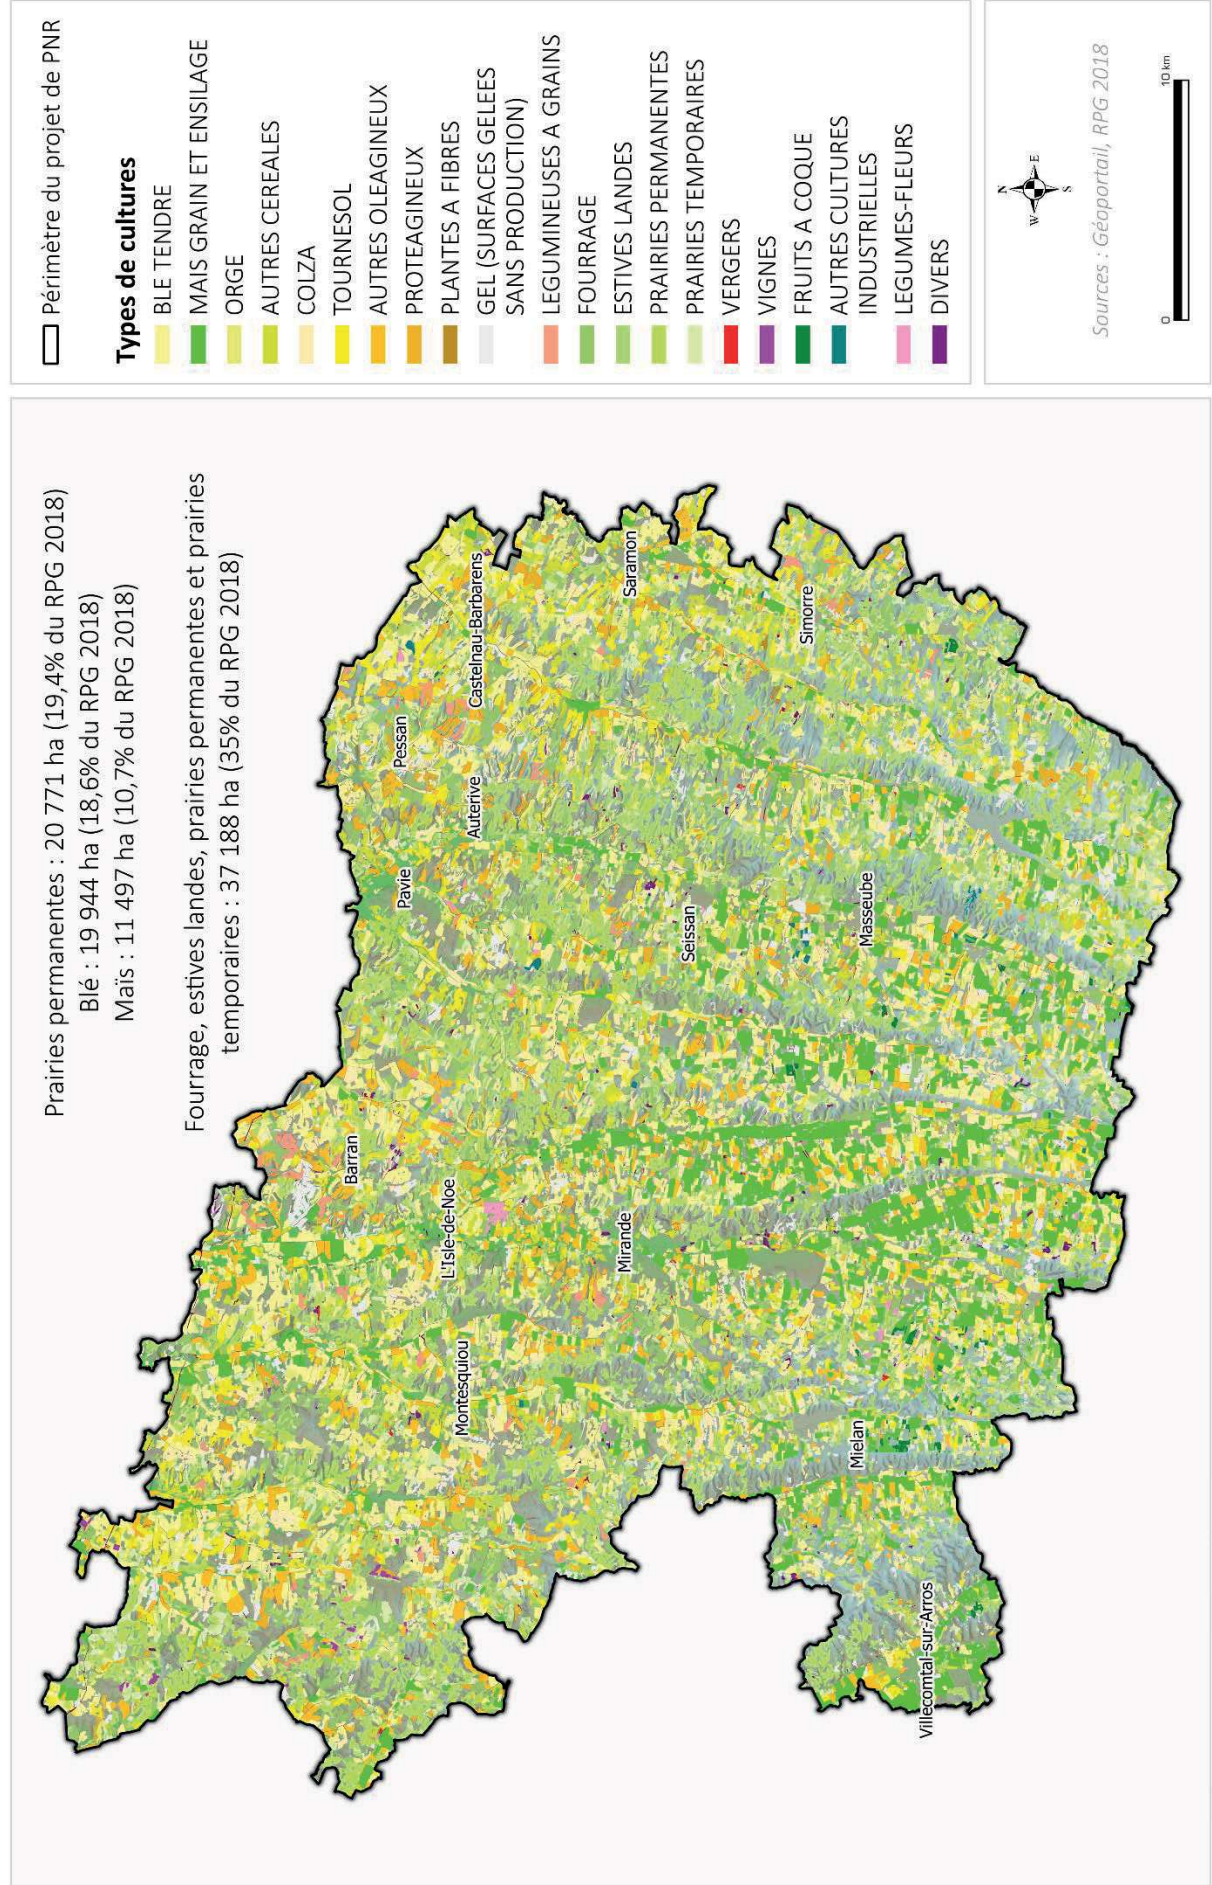 Prairies permanentes : 20 771 ha (19,4% du RPG 2018)
Blé : 19 944 ha (18,6% du RPG 2018)
Maïs : 11 497 ha (10,7% du RPG 2018)
Fourrage, estives landes, prairies permanentes et prairies
temporaires : 37 188 ha (35% du RPG 2018)
Barran
Pavie
Pessan
L'Isle-de-Noe
Montesquiou
Auterive
Castelnau-Barbarens
Mirande
Saramon
Seissan
Simorre
Mielan
Masseube
Villecomtal-sur-Arros
Périmètre du projet de PNR
Types de cultures
BLE TENDRE
MAIS GRAIN ET ENSILAGE
ORGE
AUTRES CEREALES
COLZA
TOURNESOL
AUTRES OLEAGINEUX
PROTEAGINEUX
PLANTES A FIBRES
GEL (SURFACES GELEES
SANS PRODUCTION)
LEGUMINEUSES A GRAINS
FOURRAGE
ESTIVES LANDES
PRAIRIES PERMANENTES
PRAIRIES TEMPORAIRES
VERGERS
VIGNES
FRUITS A COQUE
AUTRES CULTURES
INDUSTRIELLES
LEGUMES-FLEURS
DIVERS
N
W
E
S
Sources : Géoportail, RPG 2018
0
10 km